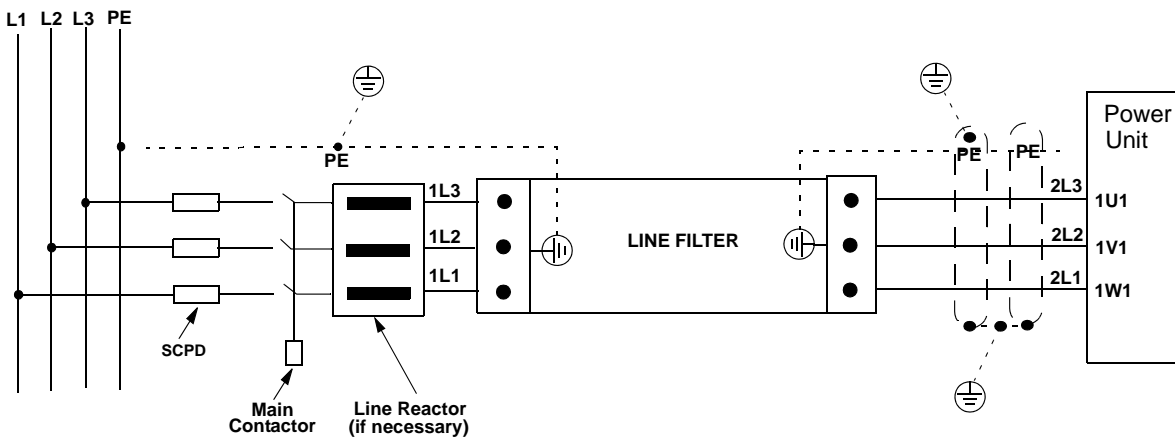 L1 L2 L3 PE
Power
Unit
PE
PE
PE
1L3
2L3
1U1
1L2
LINE FILTER
2L2
1V1
1L1
2L1
1W1
SCPD
Main
Contactor
Line Reactor
(if necessary)